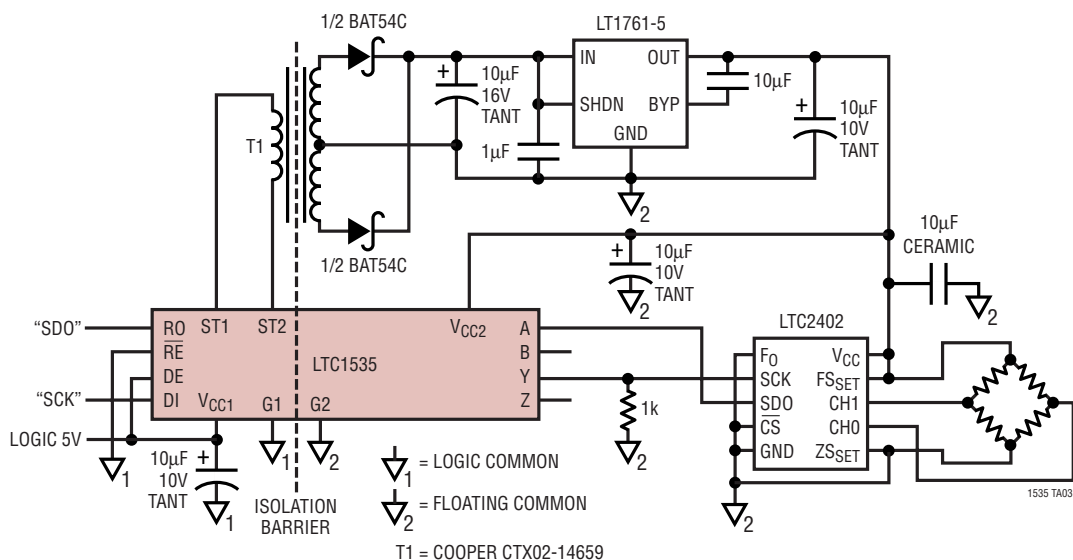 1/2 BAT54C
LT1761-5
IN
OUT
+
10µF
16V
TANT
10µF
SHDN
BYP
+
10µF
10V
TANT
T1
GND
1µF
2
1/2 BAT54C
+
10µF
10V
TANT
10µF
CERAMIC
2
2
"SDO"
RO
ST1
ST2
VCC2
A
LTC2402
RE
LTC1535
B
FO
VCC
DE
Y
SCK
FSSET
"SCK"
DI
VCC1
G1
G2
Z
SDO
CH1
1k
CS
CH0
LOGIC 5V
GND
ZSSET
1
10µF
10V
TANT
+
1
1
2
2
2
1
= LOGIC COMMON
2
= FLOATING COMMON
ISOLATION
BARRIER
1535 TA03
T1 = COOPER CTX02-14659